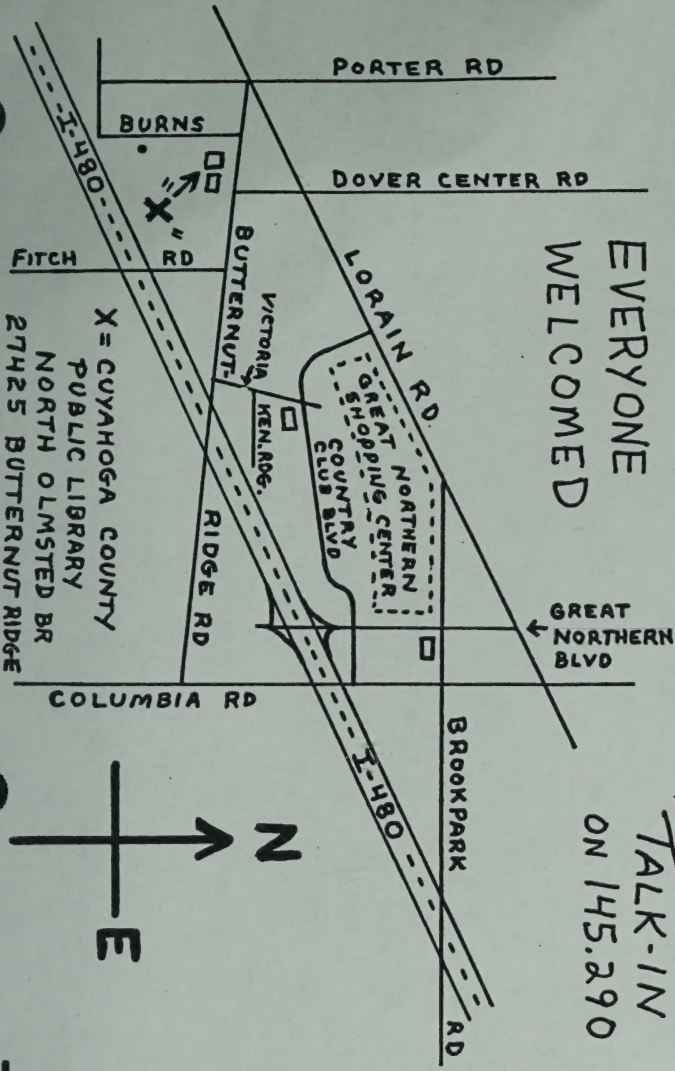 EVERYONE
WELCOMED
TALK-IN
ON 145.290
PORTER RD
BURNS
DOVER CENTER RD
I-480
"X"
FITCH RD
LORAIN RD
BUTTERNUT-
VICTORIA
KEN.RDG.
GREAT NORTHERN
SHOPPING CENTER
COUNTRY
CLUB BLVD
RIDGE RD
GREAT
NORTHERN
BLVD
COLUMBIA RD
BROOKPARK
RD
I-480
X = CUYAHOGA COUNTY
PUBLIC LIBRARY
NORTH OLMSTED BR
27425 BUTTERNUT RIDGE
N
E